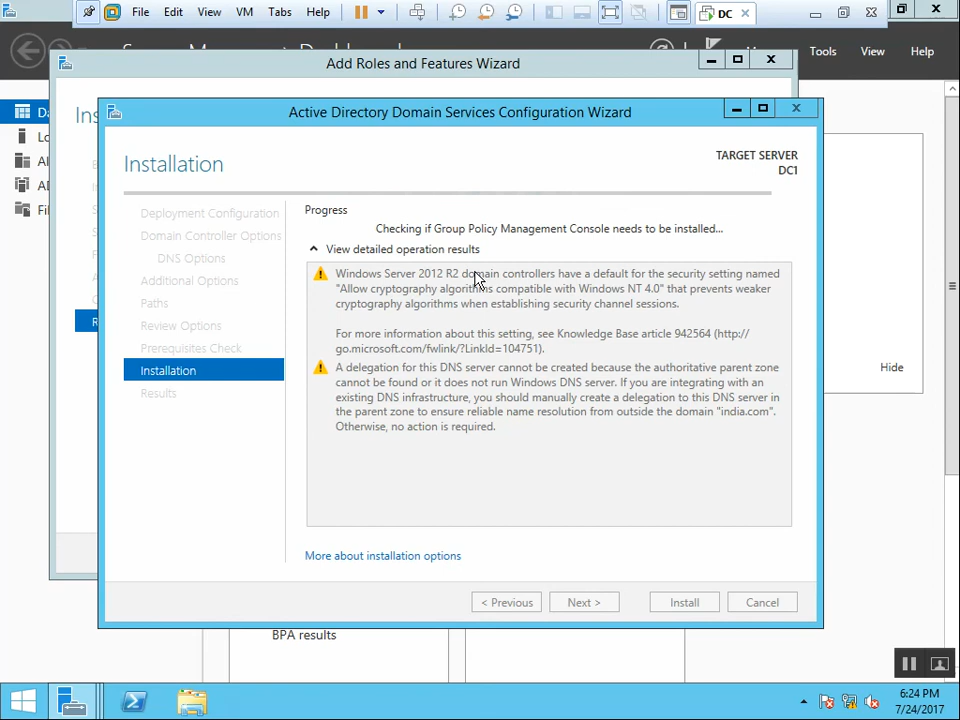 File Edit View VM Tabs Help
DC
Tools View Help
Add Roles and Features Wizard
Active Directory Domain Services Configuration Wizard
Installation
TARGET SERVER
DC1
Deployment Configuration
Domain Controller Options
DNS Options
Additional Options
Paths
Review Options
Prerequisites Check
Installation
Results
Progress
Checking if Group Policy Management Console needs to be installed...
View detailed operation results
Windows Server 2012 R2 domain controllers have a default for the security setting named
"Allow cryptography algorithms compatible with Windows NT 4.0" that prevents weaker
cryptography algorithms when establishing security channel sessions.
For more information about this setting, see Knowledge Base article 942564 (http://
go.microsoft.com/fwlink/?LinkId=104751).
A delegation for this DNS server cannot be created because the authoritative parent zone
cannot be found or it does not run Windows DNS server. If you are integrating with an
existing DNS infrastructure, you should manually create a delegation to this DNS server in
the parent zone to ensure reliable name resolution from outside the domain "india.com".
Otherwise, no action is required.
More about installation options
< Previous Next > Install Cancel
Hide
BPA results
6:24 PM
7/24/2017